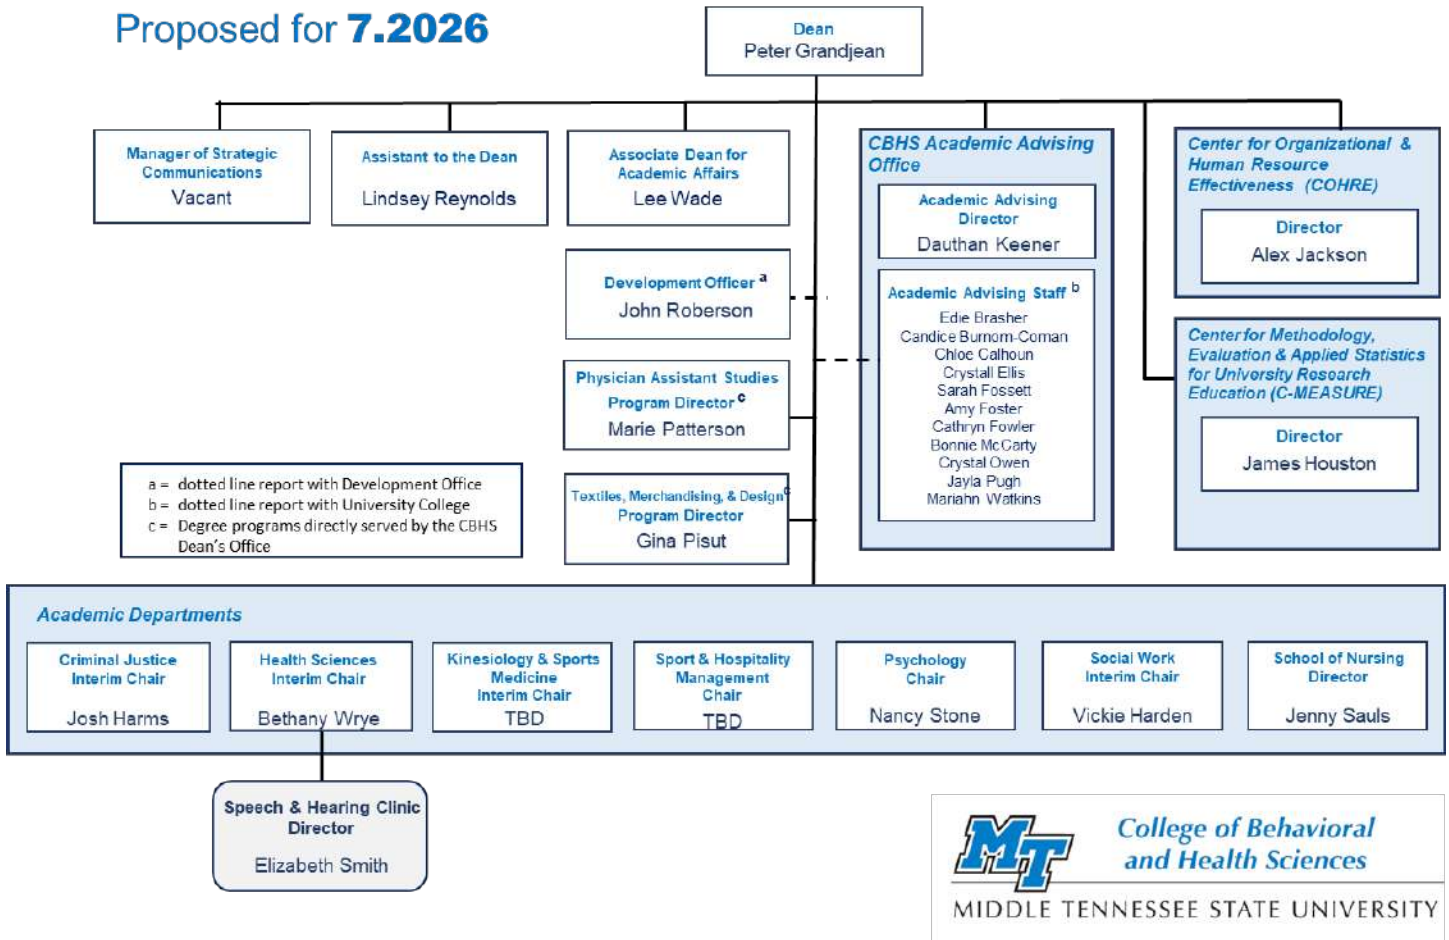 Proposed for 7.2026
Dean
Peter Grandjean
Manager of Strategic
Communications
Vacant
Assistant to the Dean
Lindsey Reynolds
Associate Dean for
Academic Affairs
Lee Wade
Development Officer a
John Roberson
Physician Assistant Studies
Program Director c
Marie Patterson
Textiles, Merchandising, & Design c
Program Director
Gina Pisut
CBHS Academic Advising
Office
Academic Advising
Director
Dauthan Keener
Academic Advising Staff b
Edie Brasher
Candice Burnom-Coman
Chloe Calhoun
Crystall Ellis
Sarah Fossett
Amy Foster
Cathryn Fowler
Bonnie McCarty
Crystal Owen
Jayla Pugh
Mariahn Watkins
Center for Organizational &
Human Resource
Effectiveness (COHRE)
Director
Alex Jackson
Center for Methodology,
Evaluation & Applied Statistics
for University Research
Education (C-MEASURE)
Director
James Houston
a = dotted line report with Development Office
b = dotted line report with University College
c = Degree programs directly served by the CBHS
Dean's Office
Academic Departments
Criminal Justice
Interim Chair
Josh Harms
Health Sciences
Interim Chair
Bethany Wrye
Kinesiology & Sports
Medicine
Interim Chair
TBD
Sport & Hospitality
Management
Chair
TBD
Psychology
Chair
Nancy Stone
Social Work
Interim Chair
Vickie Harden
School of Nursing
Director
Jenny Sauls
Speech & Hearing Clinic
Director
Elizabeth Smith
MT
College of Behavioral
and Health Sciences
MIDDLE TENNESSEE STATE UNIVERSITY